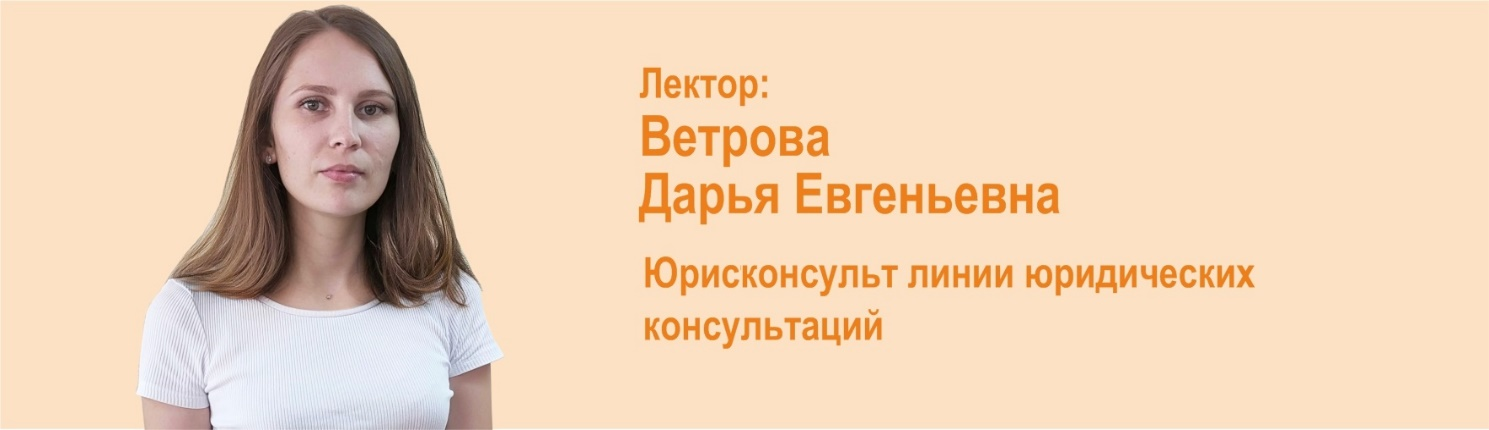 Лектор:
Ветрова
Дарья Евгеньевна
Юрисконсульт линии юридических
консультаций